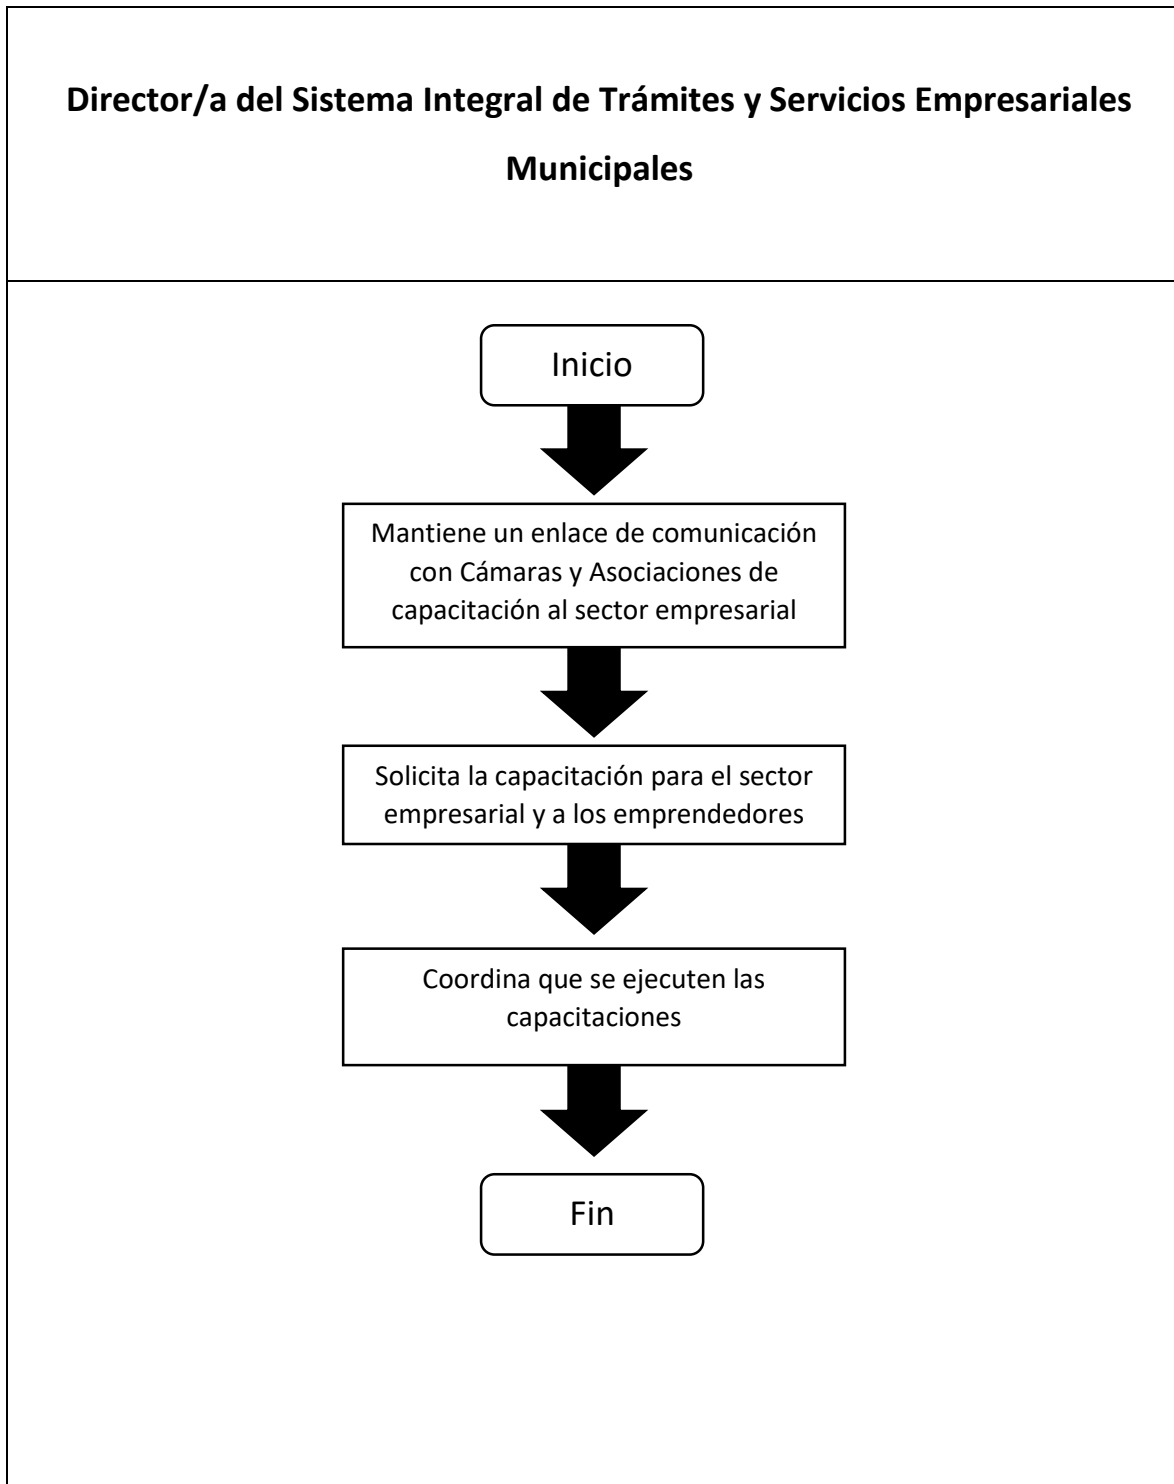 Director/a del Sistema Integral de Trámites y Servicios Empresariales
Municipales
Inicio
Mantiene un enlace de comunicación
con Cámaras y Asociaciones de
capacitación al sector empresarial
Solicita la capacitación para el sector
empresarial y a los emprendedores
Coordina que se ejecuten las
capacitaciones
Fin